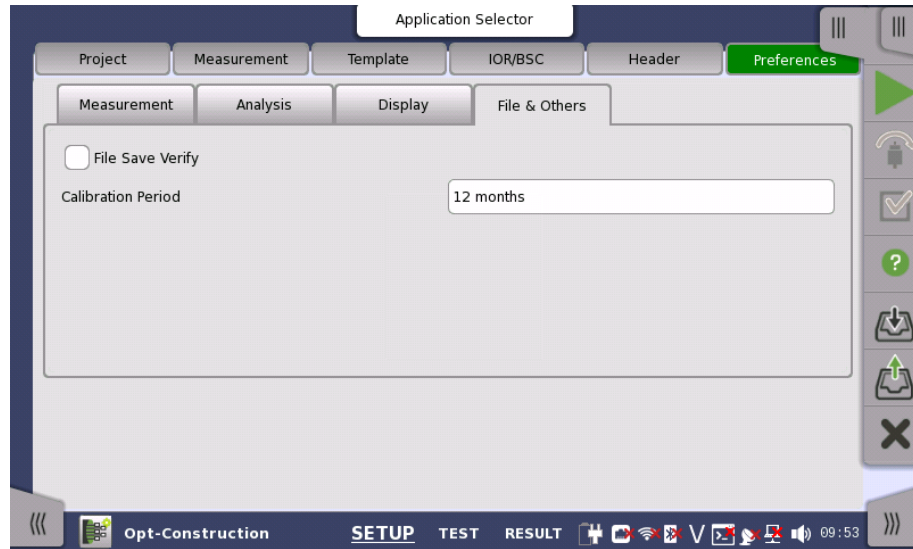 Application Selector
Project Measurement Template IOR/BSC Header Preferences
Measurement Analysis Display File & Others
File Save Verify
Calibration Period 12 months
?
Opt-Construction SETUP TEST RESULT V 09:53